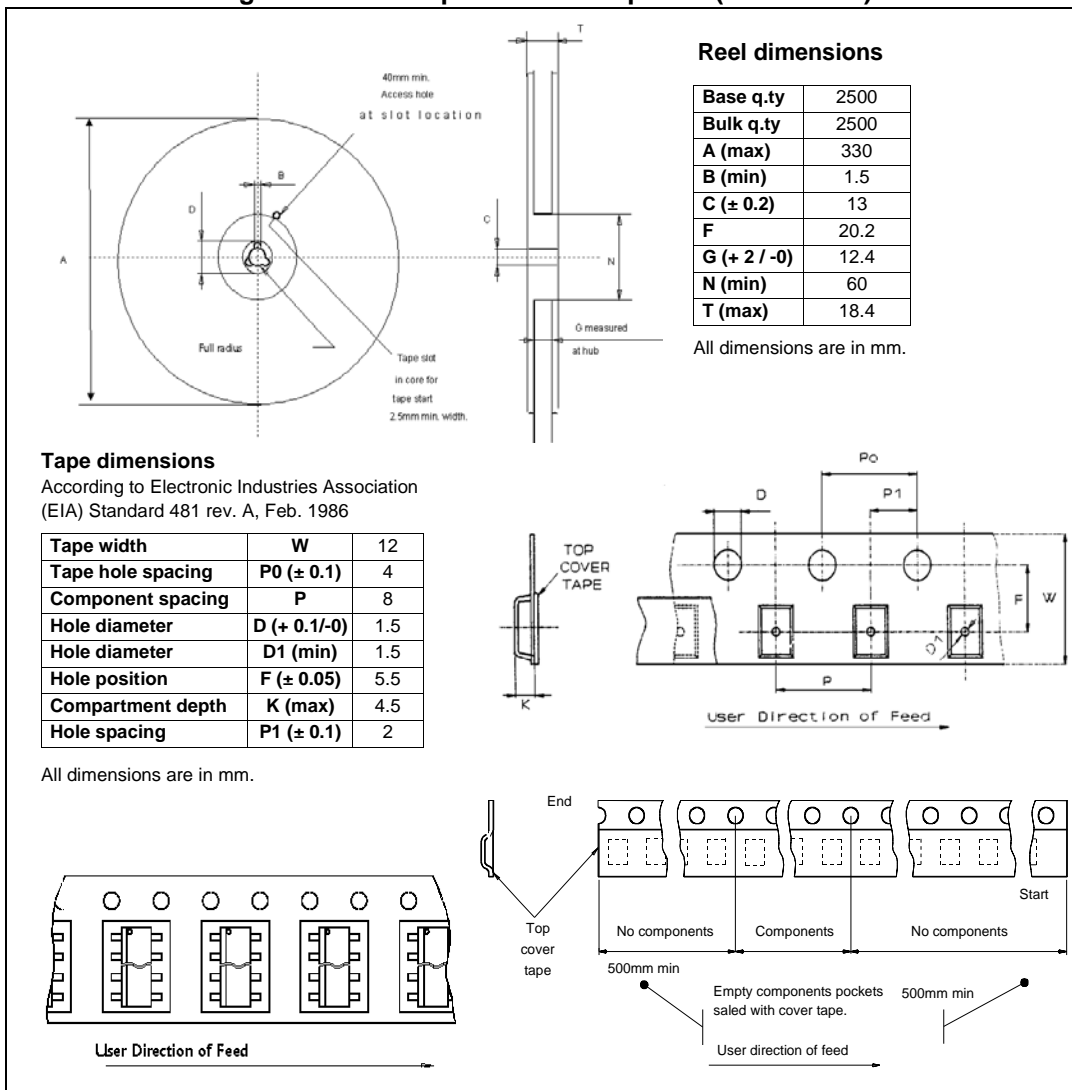 T
Reel dimensions
Base q.ty 2500
Bulk q.ty 2500
A (max) 330
B (min) 1.5
C (± 0.2) 13
F 20.2
G (+ 2 / -0) 12.4
N (min) 60
T (max) 18.4
All dimensions are in mm.
40mm min.
Access hole
at slot location
B
D
A
C
N
Full radius
Tape slot
in core for
tape start
2.5mm min. width.
G measured
at hub
Tape dimensions
According to Electronic Industries Association
(EIA) Standard 481 rev. A, Feb. 1986
Tape width W 12
Tape hole spacing P0 (± 0.1) 4
Component spacing P 8
Hole diameter D (+ 0.1/-0) 1.5
Hole diameter D1 (min) 1.5
Hole position F (± 0.05) 5.5
Compartment depth K (max) 4.5
Hole spacing P1 (± 0.1) 2
All dimensions are in mm.
TOP
COVER
TAPE
K
Po
D
P1
F
W
D1
P
User Direction of Feed
User Direction of Feed
End
Start
Top
cover
tape
No components
Components
No components
500mm min
Empty components pockets
saled with cover tape.
500mm min
User direction of feed